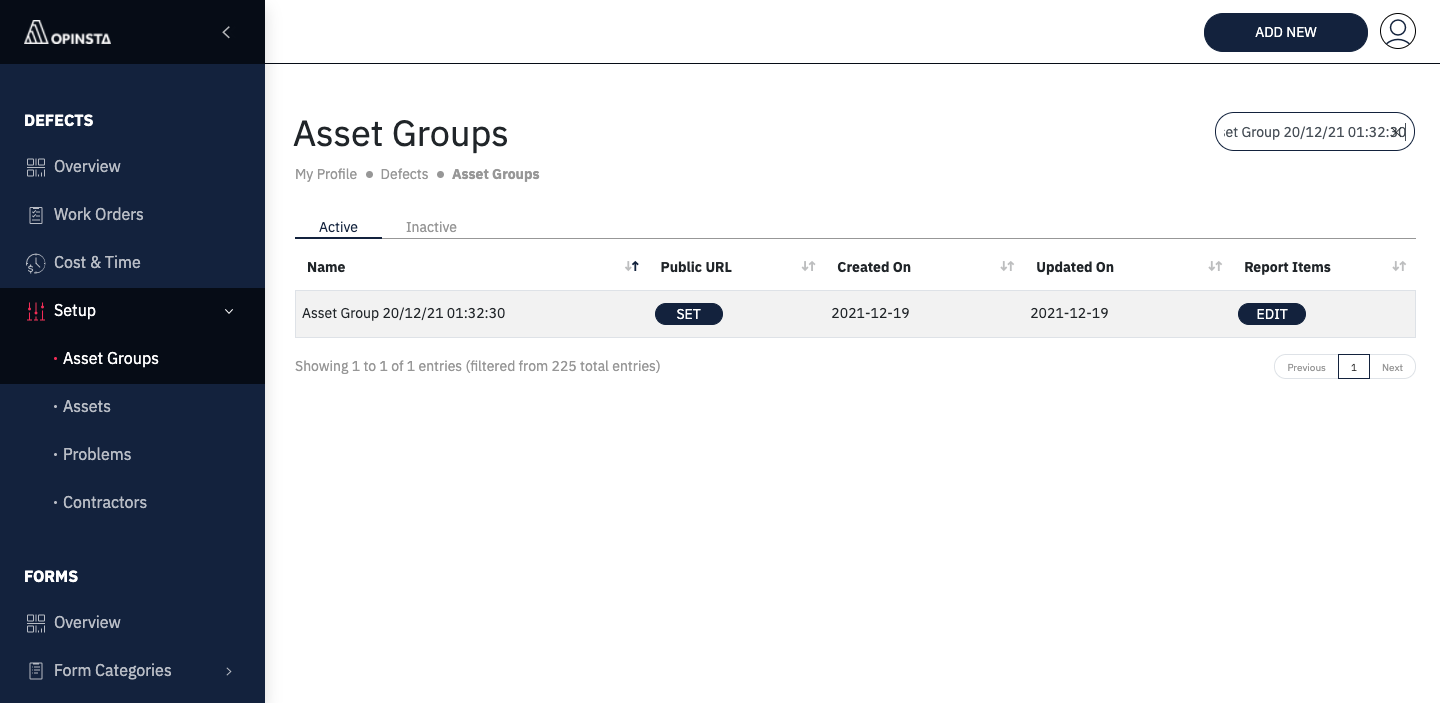 OPINSTA
ADD NEW
DEFECTS
Overview
Work Orders
Cost & Time
Setup
Asset Groups
Assets
Problems
Contractors
FORMS
Overview
Form Categories
Asset Groups
Group 20/12/21 01:32:30
My Profile Defects Asset Groups
Active Inactive
Name Public URL Created On Updated On Report Items
Asset Group 20/12/21 01:32:30 SET 2021-12-19 2021-12-19 EDIT
Showing 1 to 1 of 1 entries (filtered from 225 total entries)
Previous 1 Next